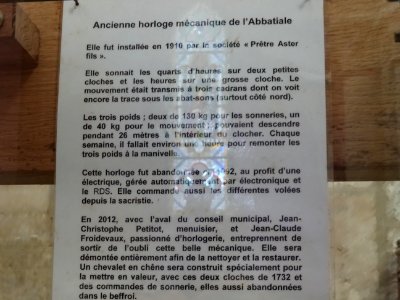 Ancienne horloge mécanique de l'Abbatiale
Elle fut installée en 1910 par la société « Prêtre Aster
fils ».
Elle sonnait les quarts d'heures sur deux petites
cloches et les heures sur une grosse cloche. Le
mouvement était transmis à trois cadrans dont on voit
encore la trace sous les abat-sons (surtout côté nord).
Les trois poids ; deux de 130 kg pour les sonneries, un
de 40 kg pour le mouvement ; pouvaient descendre
pendant 26 mètres à l'intérieur du clocher. Chaque
semaine, il fallait environ une heure pour remonter les
trois poids à la manivelle.
Cette horloge fut abandonnée au profit d'une
électrique, gérée automatiquement par électronique et
le RDS. Elle commande aussi les différentes volées
depuis la sacristie.
En 2012, avec l'aval du conseil municipal, Jean-
Christophe Petitot, menuisier, et Jean-Claude
Froidevaux, passionné d'horlogerie, entreprennent de
sortir de l'oubli cette belle mécanique. Elle sera
démontée entièrement afin de la nettoyer et la restaurer.
Un chevalet en chêne sera construit spécialement pour
la mettre en valeur, avec ces deux cloches de 1732 et
des commandes de sonnerie, elles aussi abandonnées
dans le beffroi.